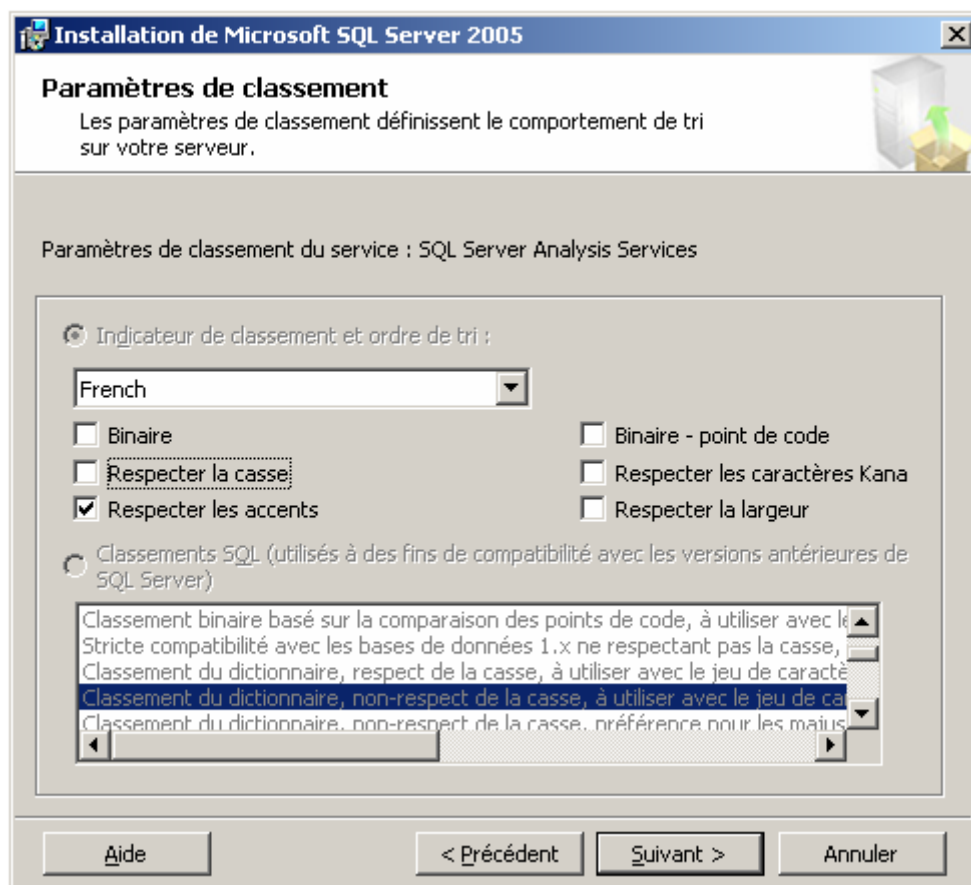 Installation de Microsoft SQL Server 2005
Paramètres de classement
Les paramètres de classement définissent le comportement de tri
sur votre serveur.
Paramètres de classement du service : SQL Server Analysis Services
Indicateur de classement et ordre de tri :
French
Binaire
Binaire - point de code
Respecter la casse
Respecter les caractères Kana
Respecter les accents
Respecter la largeur
Classements SQL (utilisés à des fins de compatibilité avec les versions antérieures de
SQL Server)
Classement binaire basé sur la comparaison des points de code, à utiliser avec
Stricte compatibilité avec les bases de données 1.x ne respectant pas la casse,
Classement du dictionnaire, respect de la casse, à utiliser avec le jeu de
Classement du dictionnaire, non-respect de la casse, à utiliser avec le jeu de
Classement du dictionnaire, non-respect de la casse, préférence pour les
Aide
< Précédent
Suivant >
Annuler